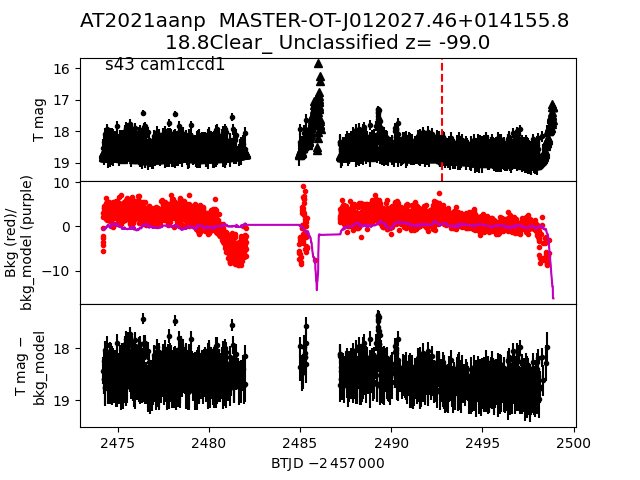 AT2021aanp MASTER-OT-J012027.46+014155.8
18.8Clear_ Unclassified z= -99.0
s43 cam1ccd1
16
17
18
19
T mag
10
0
−10
Bkg (red)/
bkg_model (purple)
18
19
T mag −
bkg_model
2475 2480 2485 2490 2495 2500
BTJD −2 457 000